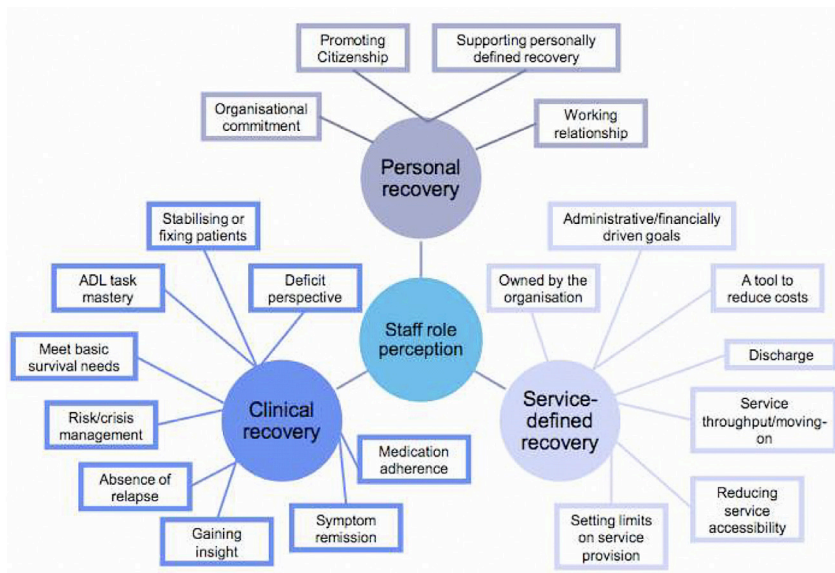 Promoting
Citizenship
Supporting personally
defined recovery
Organisational
commitment
Working
relationship
Personal
recovery
Stabilising or
fixing patients
Administrative/financially
driven goals
ADL task
mastery
Deficit
perspective
Owned by the
organisation
A tool to
reduce costs
Staff role
perception
Meet basic
survival needs
Discharge
Clinical
recovery
Service-
defined
recovery
Risk/crisis
management
Service
throughput/moving-
on
Medication
adherence
Absence of
relapse
Reducing
service
accessibility
Gaining
insight
Symptom
remission
Setting limits
on service
provision